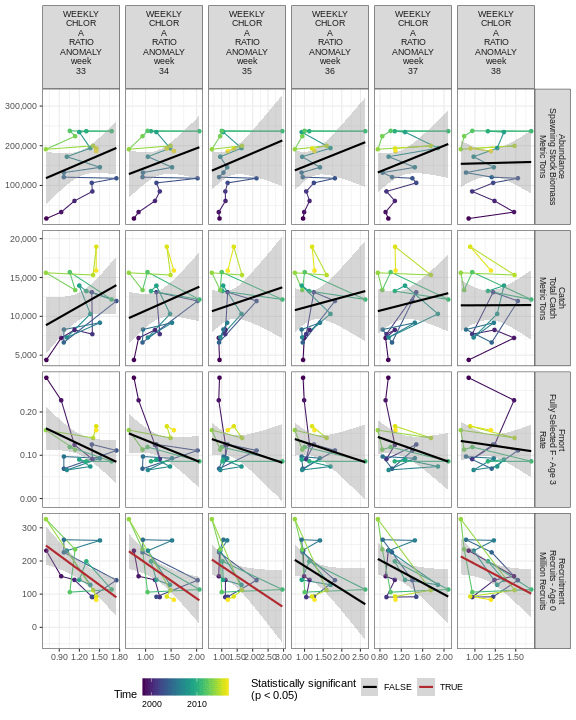 WEEKLY
CHLOR
A
RATIO
ANOMALY
week
33
WEEKLY
CHLOR
A
RATIO
ANOMALY
week
34
WEEKLY
CHLOR
A
RATIO
ANOMALY
week
35
WEEKLY
CHLOR
A
RATIO
ANOMALY
week
36
WEEKLY
CHLOR
A
RATIO
ANOMALY
week
37
WEEKLY
CHLOR
A
RATIO
ANOMALY
week
38
300,000
200,000
100,000
Abundance
Spawning Stock Biomass
Metric Tons
20,000
15,000
10,000
5,000
Catch
Total Catch
Metric Tons
0.20
0.10
0.00
Fmort
Fully Selected F - Age 3
Rate
300
200
100
0
Recruitment
Recruits - Age 0
Million Recruits
0.90 1.20 1.50 1.80
1.00 1.50 2.00
1.00 1.50 2.00 2.50 3.00
1.00 1.50 2.00 2.50
0.80 1.20 1.60 2.00
1.00 1.25 1.50
Time
2000 2010
Statistically significant
(p < 0.05)
FALSE
TRUE